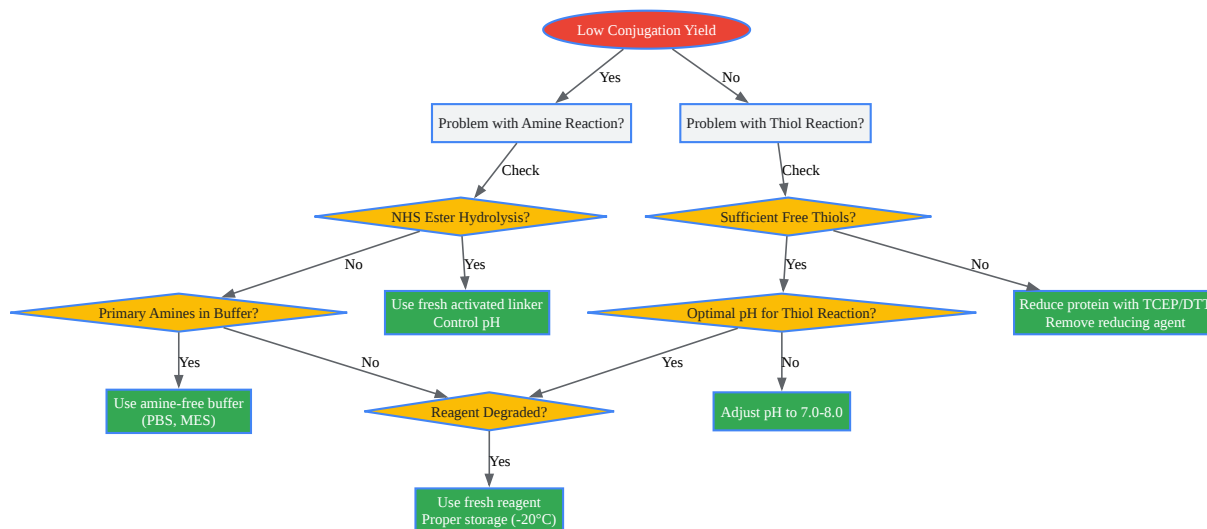 Low Conjugation Yield
Yes
No
Problem with Amine Reaction?
Problem with Thiol Reaction?
Check
Check
NHS Ester Hydrolysis?
Sufficient Free Thiols?
No
Yes
Yes
No
Primary Amines in Buffer?
Use fresh activated linker
Control pH
Optimal pH for Thiol Reaction?
Reduce protein with TCEP/DTT
Remove reducing agent
Yes
No
Yes
No
Use amine-free buffer
(PBS, MES)
Reagent Degraded?
Adjust pH to 7.0-8.0
Yes
Use fresh reagent
Proper storage (-20°C)